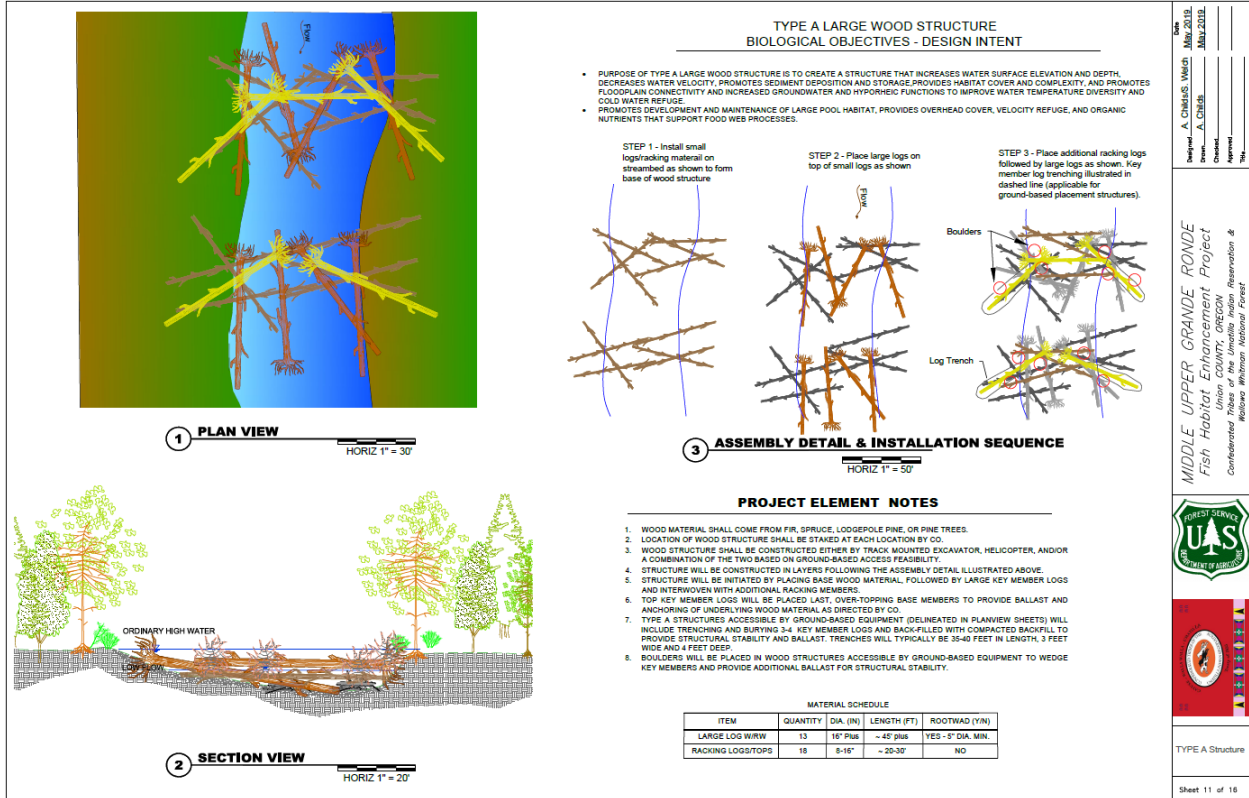 Flow
1 PLAN VIEW
HORIZ 1" = 30'
ORDINARY HIGH WATER
LOW FLOW
2 SECTION VIEW
HORIZ 1" = 20'
TYPE A LARGE WOOD STRUCTURE
BIOLOGICAL OBJECTIVES - DESIGN INTENT
• PURPOSE OF TYPE A LARGE WOOD STRUCTURE IS TO CREATE A STRUCTURE THAT INCREASES WATER SURFACE ELEVATION AND DEPTH,
DECREASES WATER VELOCITY, PROMOTES SEDIMENT DEPOSITION AND STORAGE,PROVIDES HABITAT COVER AND COMPLEXITY, AND PROMOTES
FLOODPLAIN CONNECTIVITY AND INCREASED GROUNDWATER AND HYPORHEIC FUNCTIONS TO IMPROVE WATER TEMPERATURE DIVERSITY AND
COLD WATER REFUGE.
• PROMOTES DEVELOPMENT AND MAINTENANCE OF LARGE POOL HABITAT, PROVIDES OVERHEAD COVER, VELOCITY REFUGE, AND ORGANIC
NUTRIENTS THAT SUPPORT FOOD WEB PROCESSES.
STEP 1 - Install small
logs/racking materail on
streambed as shown to form
base of wood structure
STEP 2 - Place large logs on
top of small logs as shown
Flow
STEP 3 - Place additional racking logs
followed by large logs as shown. Key
member log trenching illustrated in
dashed line (applicable for
ground-based placement structures).
Boulders
Log Trench
3 ASSEMBLY DETAIL & INSTALLATION SEQUENCE
HORIZ 1" = 50'
PROJECT ELEMENT NOTES
1. WOOD MATERIAL SHALL COME FROM FIR, SPRUCE, LODGEPOLE PINE, OR PINE TREES.
2. LOCATION OF WOOD STRUCTURE SHALL BE STAKED AT EACH LOCATION BY CO.
3. WOOD STRUCTURE SHALL BE CONSTRUCTED EITHER BY TRACK MOUNTED EXCAVATOR, HELICOPTER, AND/OR
A COMBINATION OF THE TWO BASED ON GROUND-BASED ACCESS FEASIBILITY.
4. STRUCTURE WILL BE CONSTRUCTED IN LAYERS FOLLOWING THE ASSEMBLY DETAIL ILLUSTRATED ABOVE.
5. STRUCTURE WILL BE INITIATED BY PLACING BASE WOOD MATERIAL, FOLLOWED BY LARGE KEY MEMBER LOGS
AND INTERWOVEN WITH ADDITIONAL RACKING MEMBERS.
6. TOP KEY MEMBER LOGS WILL BE PLACED LAST, OVER-TOPPING BASE MEMBERS TO PROVIDE BALLAST AND
ANCHORING OF UNDERLYING WOOD MATERIAL AS DIRECTED BY CO.
7. TYPE A STRUCTURES ACCESSIBLE BY GROUND-BASED EQUIPMENT (DELINEATED IN PLANVIEW SHEETS) WILL
INCLUDE TRENCHING AND BURYING 3-4 KEY MEMBER LOGS AND BACK-FILLED WITH COMPACTED BACKFILL TO
PROVIDE STRUCTURAL STABILITY AND BALLAST. TRENCHES WILL TYPICALLY BE 35-40 FEET IN LENGTH, 3 FEET
WIDE AND 4 FEET DEEP.
8. BOULDERS WILL BE PLACED IN WOOD STRUCTURES ACCESSIBLE BY GROUND-BASED EQUIPMENT TO WEDGE
KEY MEMBERS AND PROVIDE ADDITIONAL BALLAST FOR STRUCTURAL STABILITY.
MATERIAL SCHEDULE
ITEM QUANTITY DIA. (IN) LENGTH (FT) ROOTWAD (Y/N)
LARGE LOG W/RW 13 16" Plus ~ 45' plus YES - 5" DIA. MIN.
RACKING LOGS/TOPS 18 8-16" ~ 20-30' NO
Date
Designed A. Childs/S. Welch May 2019
Drawn A. Childs May 2019
Checked
Approved
Title
MIDDLE UPPER GRANDE RONDE
Fish Habitat Enhancement Project
Union COUNTY, OREGON
Confederated Tribes of the Umatilla Indian Reservation &
Wallowa Whitman National Forest
FOREST SERVICE
U S
DEPARTMENT OF AGRICULTURE
TYPE A Structure
Sheet 11 of 16